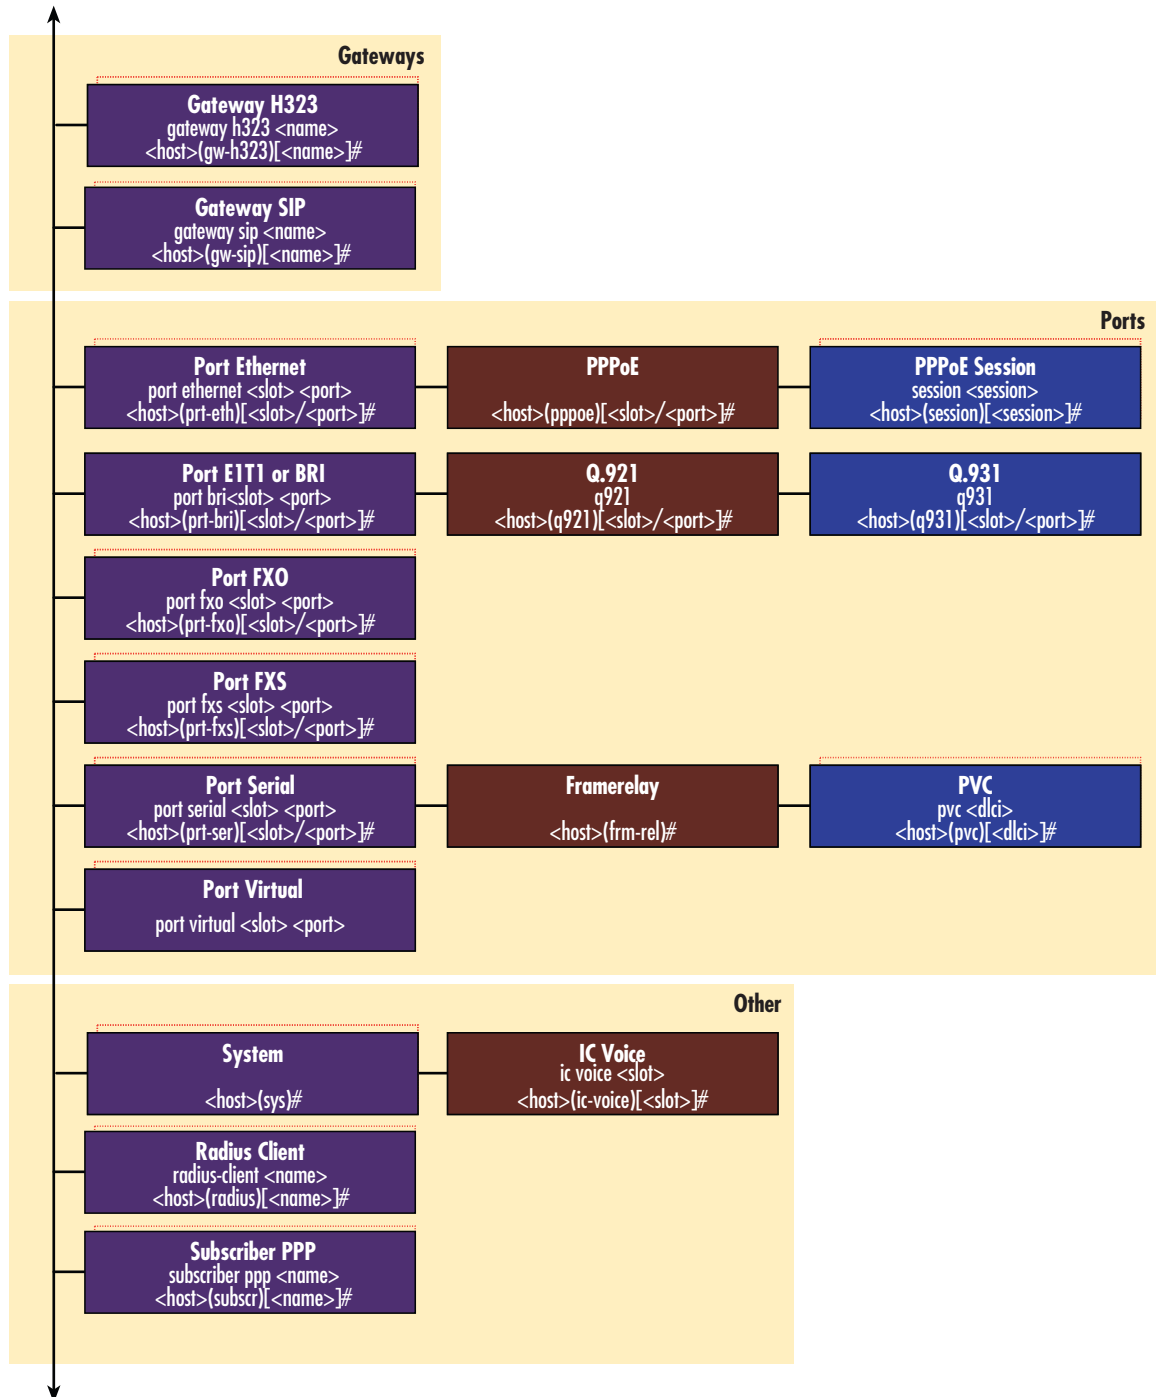 Gateways
Gateway H323
gateway h323 <name>
<host>(gw-h323)[<name>]#
Gateway SIP
gateway sip <name>
<host>(gw-sip)[<name>]#
Ports
Port Ethernet
port ethernet <slot> <port>
<host>(prt-eth)[<slot>/<port>]#
PPPoE
<host>(pppoe)[<slot>/<port>]#
PPPoE Session
session <session>
<host>(session)[<session>]#
Port E1T1 or BRI
port bri<slot> <port>
<host>(prt-bri)[<slot>/<port>]#
Q.921
q921
<host>(q921)[<slot>/<port>]#
Q.931
q931
<host>(q931)[<slot>/<port>]#
Port FXO
port fxo <slot> <port>
<host>(prt-fxo)[<slot>/<port>]#
Port FXS
port fxs <slot> <port>
<host>(prt-fxs)[<slot>/<port>]#
Port Serial
port serial <slot> <port>
<host>(prt-ser)[<slot>/<port>]#
Framerelay
<host>(frm-rel)#
PVC
pvc <dlci>
<host>(pvc)[<dlci>]#
Port Virtual
port virtual <slot> <port>
Other
System
<host>(sys)#
IC Voice
ic voice <slot>
<host>(ic-voice)[<slot>]#
Radius Client
radius-client <name>
<host>(radius)[<name>]#
Subscriber PPP
subscriber ppp <name>
<host>(subscr)[<name>]#